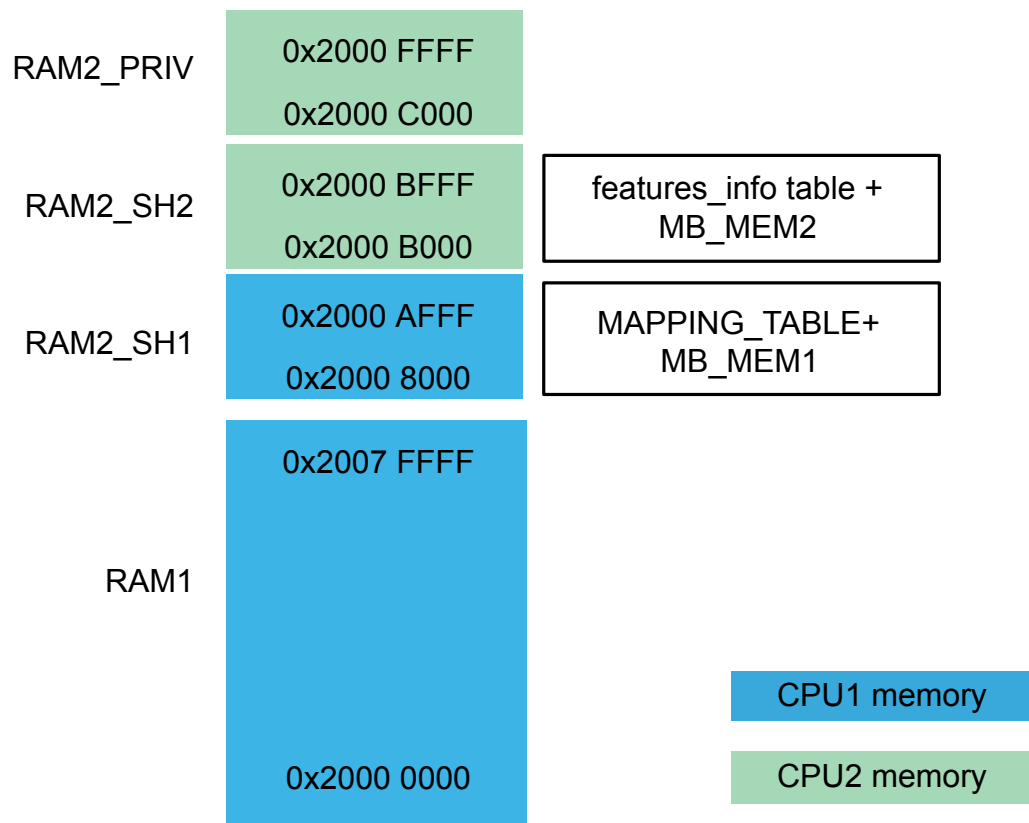 RAM2_PRIV
0x2000 FFFF
0x2000 C000
RAM2_SH2
0x2000 BFFF
0x2000 B000
features_info table +
MB_MEM2
RAM2_SH1
0x2000 AFFF
0x2000 8000
MAPPING_TABLE+
MB_MEM1
RAM1
0x2007 FFFF
0x2000 0000
CPU1 memory
CPU2 memory